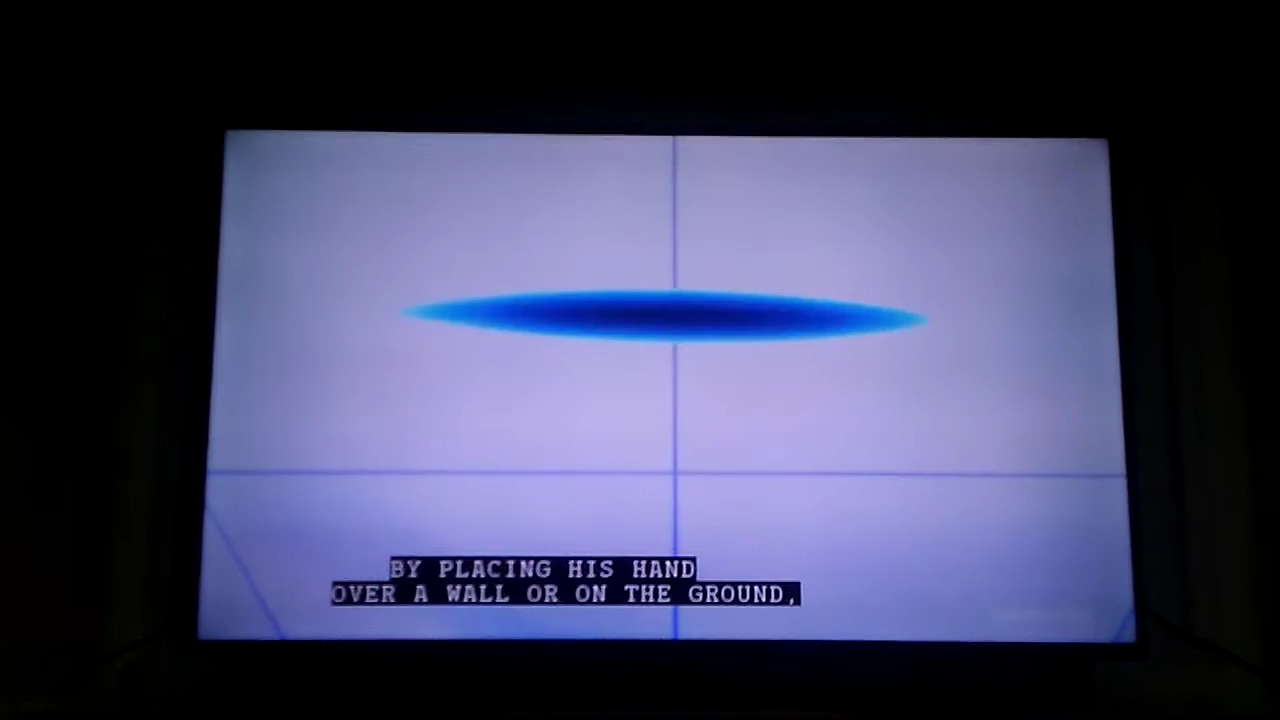 BY PLACING HIS HAND
OVER A WALL OR ON THE GROUND,